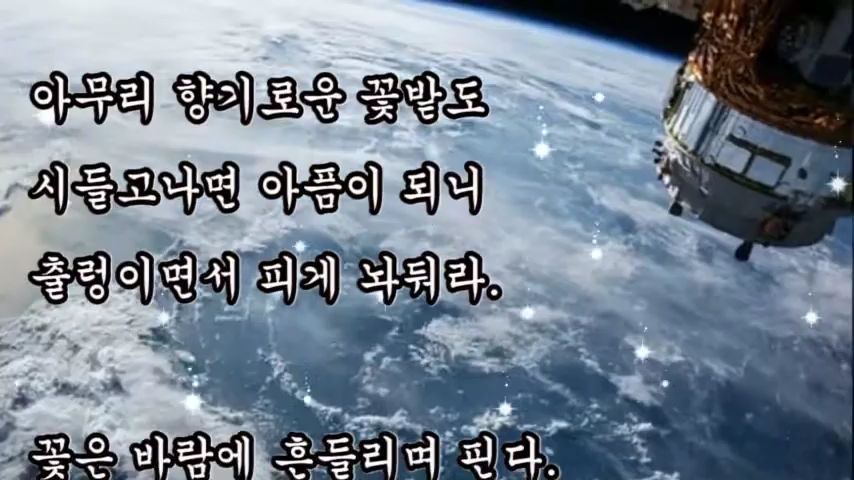 아무리 향기로운 꽃밭도
시들고나면 아픔이 되니
출렁이면서 피게 놔둬라.
꽃은 바람에 흔들리며 핀다.